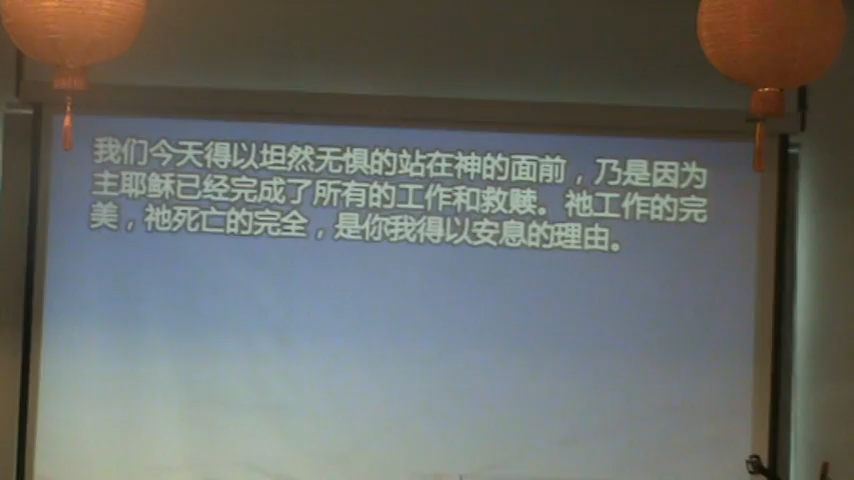 我们今天得以坦然无惧的站在神的面前，乃是因为
主耶稣已经完成了所有的工作和救赎。祂工作的完
美，祂死亡的完全，是你我得以安息的理由。